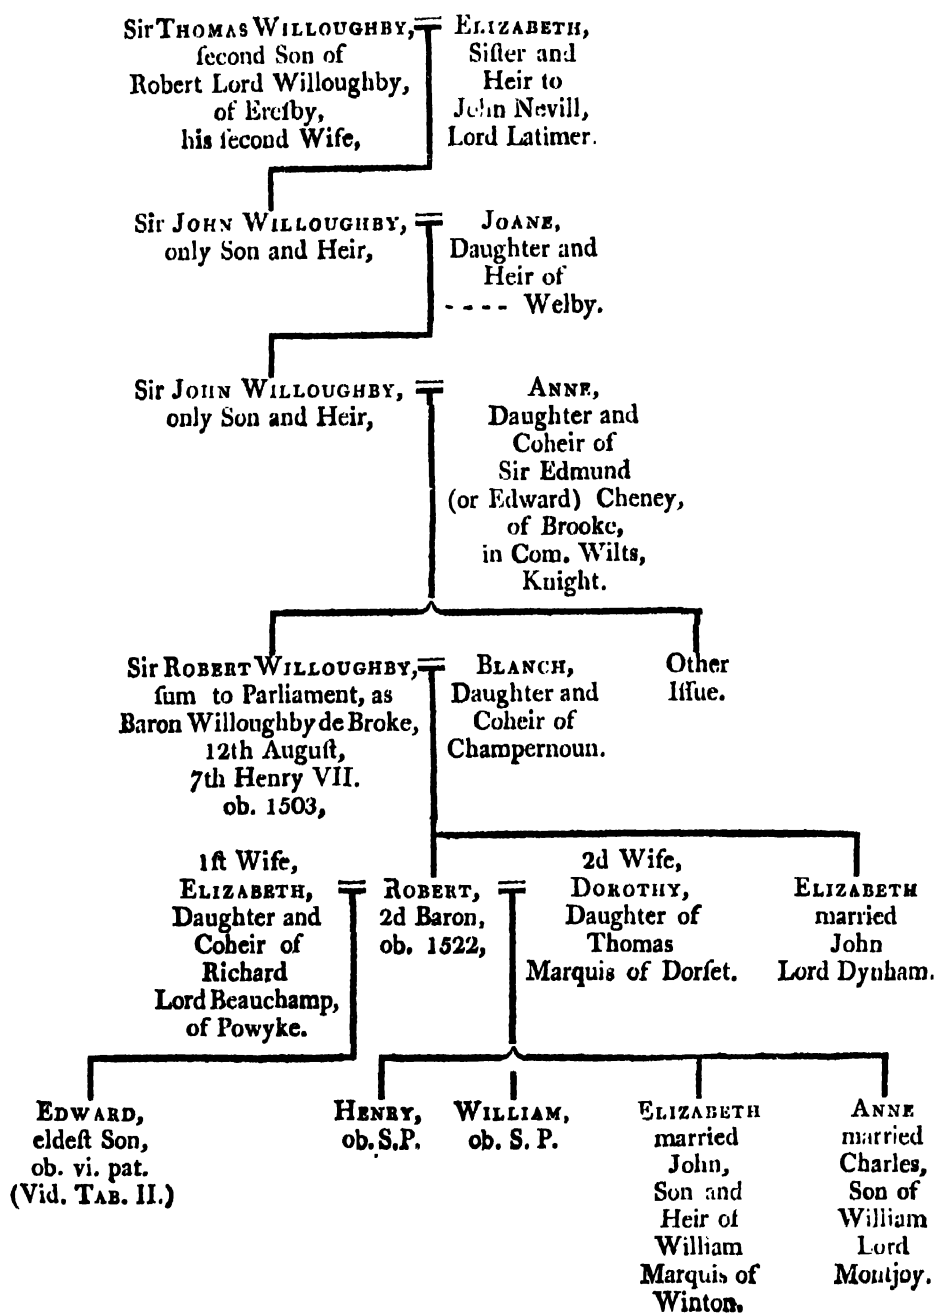 Sir THOMAS WILLOUGHBY,
ſecond Son of
Robert Lord Willoughby,
of Ereſby,
his ſecond Wife,
ELIZABETH,
Siſter and
Heir to
John Nevill,
Lord Latimer.
Sir JOHN WILLOUGHBY,
only Son and Heir,
JOANE,
Daughter and
Heir of
---- Welby.
Sir JOHN WILLOUGHBY,
only Son and Heir,
ANNE,
Daughter and
Coheir of
Sir Edmund
(or Edward) Cheney,
of Brooke,
in Com. Wilts,
Knight.
Sir ROBERT WILLOUGHBY,
ſum to Parliament, as
Baron Willoughby de Broke,
12th Auguſt,
7th Henry VII.
ob. 1503,
BLANCH,
Daughter and
Coheir of
Champernoun.
Other
Iſſue.
1ſt Wife,
ELIZABETH,
Daughter and
Coheir of
Richard
Lord Beauchamp,
of Powyke.
ROBERT,
2d Baron,
ob. 1522,
2d Wife,
DOROTHY,
Daughter of
Thomas
Marquis of Dorſet.
ELIZABETH
married
John
Lord Dynham.
EDWARD,
eldeſt Son,
ob. vi. pat.
(Vid. TAB. II.)
HENRY,
ob. S.P.
WILLIAM,
ob. S. P.
ELIZABETH
married
John,
Son and
Heir of
William
Marquis of
Winton.
ANNE
married
Charles,
Son of
William
Lord
Montjoy.